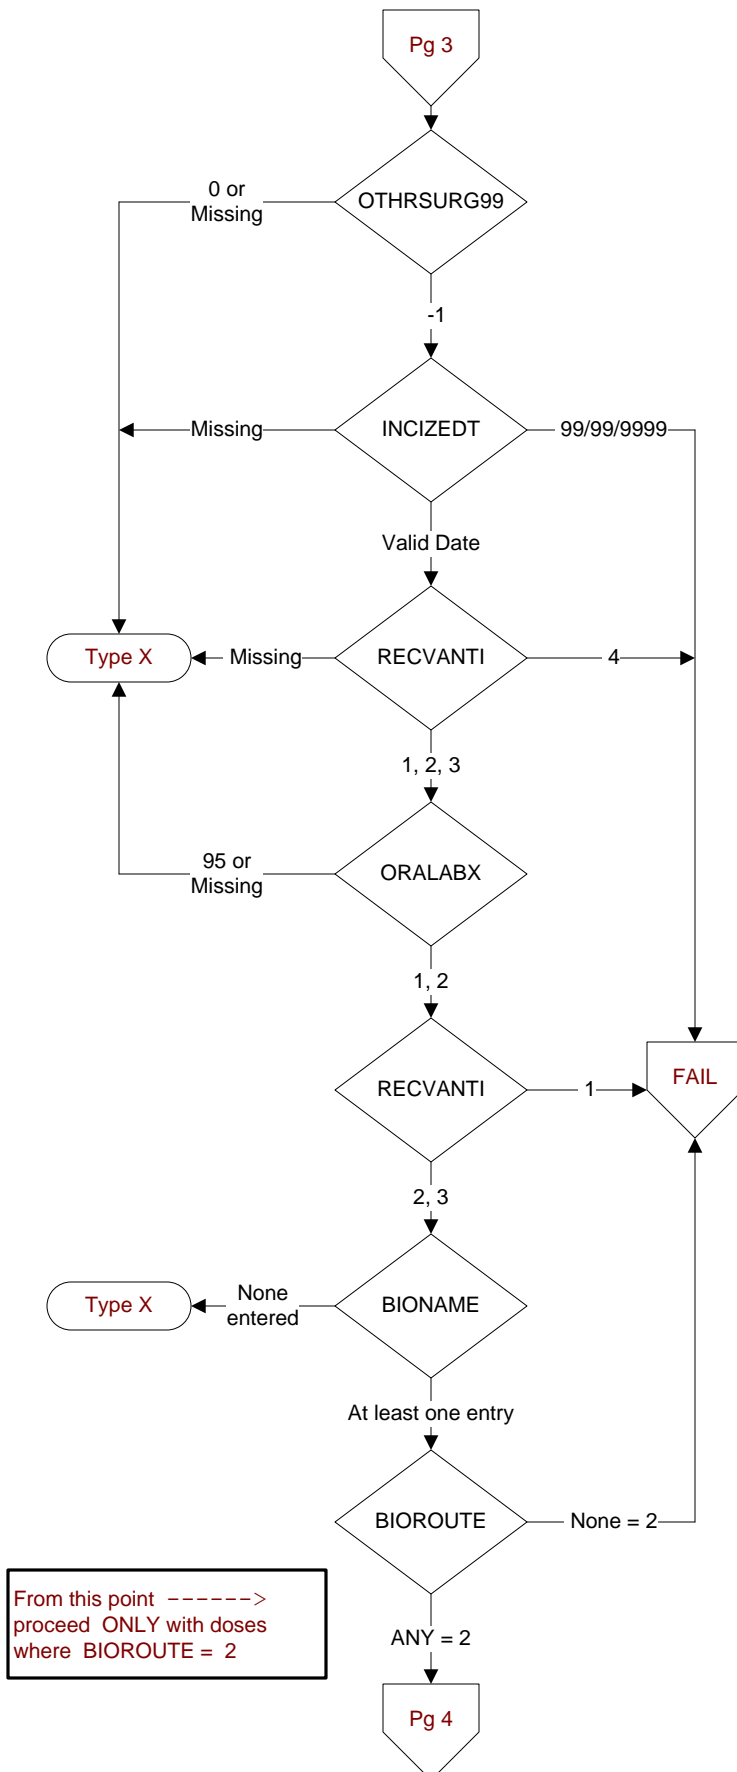 Pg 3
OTHRSURG99
0 or
Missing
-1
INCIZEDT
Missing
99/99/9999
Valid Date
RECVANTI
Type X
Missing
4
1, 2, 3
ORALABX
95 or
Missing
1, 2
RECVANTI
1
FAIL
2, 3
BIONAME
Type X
None
entered
At least one entry
BIOROUTE
None = 2
From this point ------>
proceed ONLY with doses
where BIOROUTE = 2
ANY = 2
Pg 4